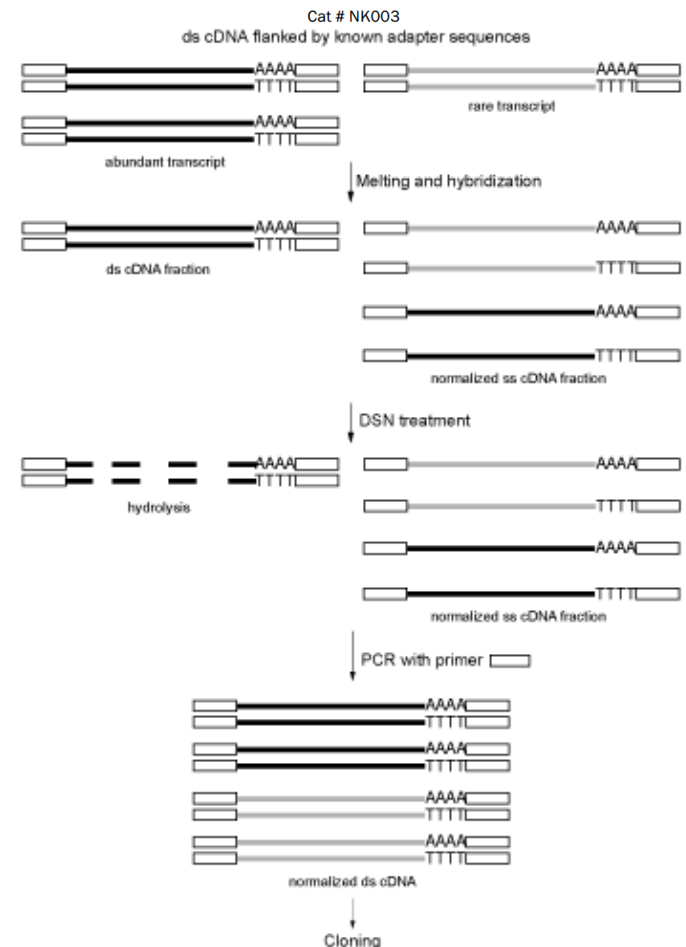 Cat # NK003
ds cDNA flanked by known adapter sequences
AAAA
TTTT
AAAA
TTTT
rare transcript
AAAA
TTTT
abundant transcript
Melting and hybridization
AAAA
TTTT
ds cDNA fraction
AAAA
TTTT
AAAA
TTTT
normalized ss cDNA fraction
DSN treatment
AAAA
TTTT
hydrolysis
AAAA
TTTT
AAAA
TTTT
normalized ss cDNA fraction
PCR with primer
AAAA
TTTT
AAAA
TTTT
AAAA
TTTT
AAAA
TTTT
normalized ds cDNA
Cloning